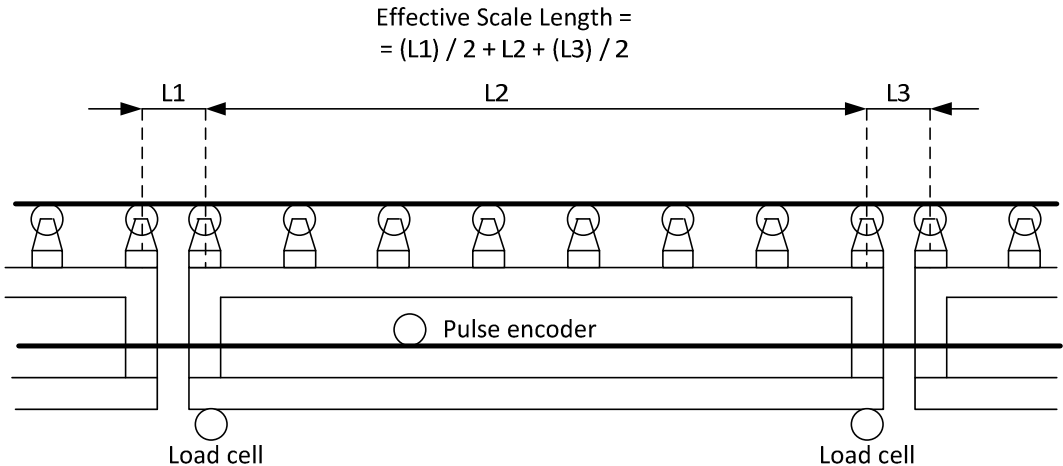 Effective Scale Length =
= (L1) / 2 + L2 + (L3) / 2
L1 L2 L3
Pulse encoder
Load cell Load cell